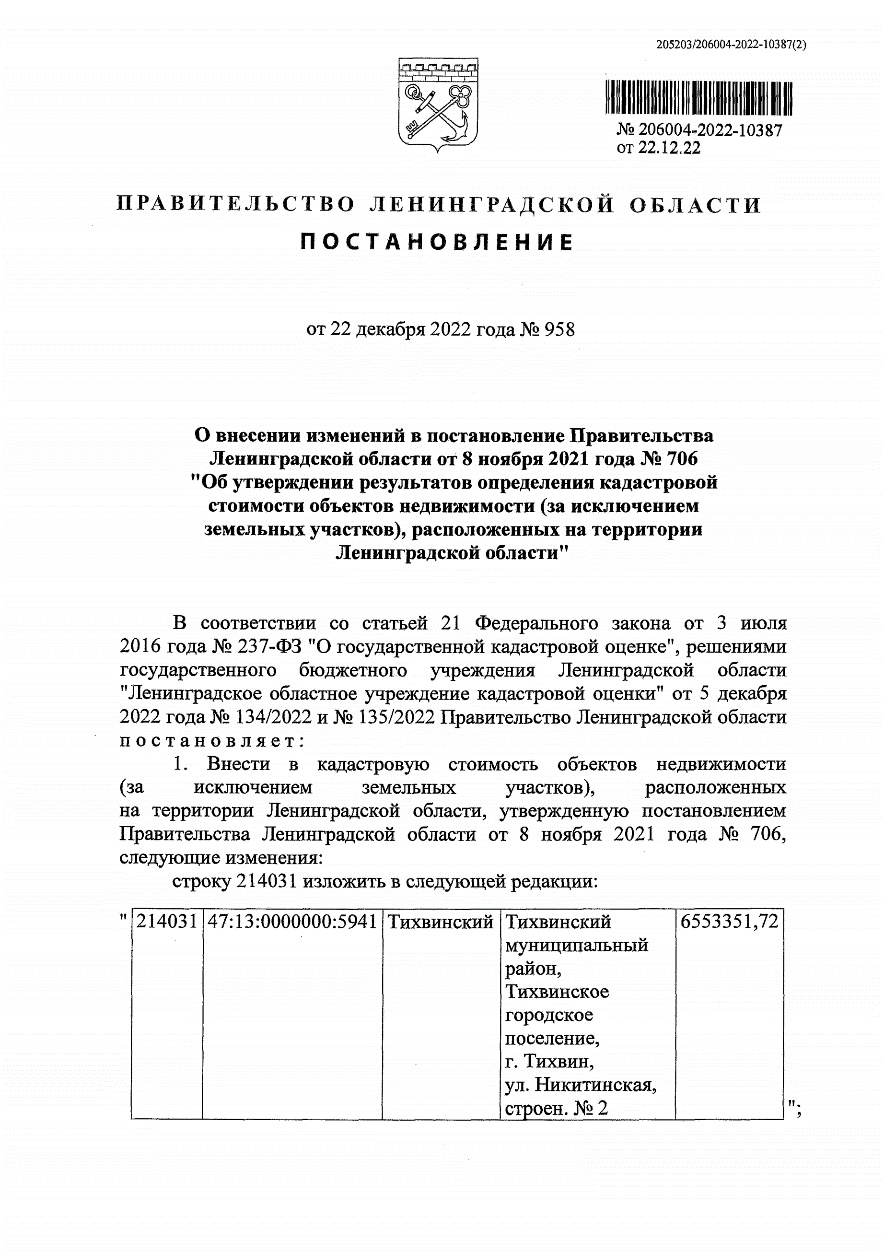 205203/206004-2022-10387(2)
№ 206004-2022-10387
от 22.12.22
ПРАВИТЕЛЬСТВО ЛЕНИНГРАДСКОЙ ОБЛАСТИ
ПОСТАНОВЛЕНИЕ
от 22 декабря 2022 года № 958
О внесении изменений в постановление Правительства
Ленинградской области от 8 ноября 2021 года № 706
"Об утверждении результатов определения кадастровой
стоимости объектов недвижимости (за исключением
земельных участков), расположенных на территории
Ленинградской области"
В соответствии со статьей 21 Федерального закона от 3 июля
2016 года № 237-ФЗ "О государственной кадастровой оценке", решениями
государственного бюджетного учреждения Ленинградской области
"Ленинградское областное учреждение кадастровой оценки" от 5 декабря
2022 года № 134/2022 и № 135/2022 Правительство Ленинградской области
постановляет:
1. Внести в кадастровую стоимость объектов недвижимости
(за исключением земельных участков), расположенных
на территории Ленинградской области, утвержденную постановлением
Правительства Ленинградской области от 8 ноября 2021 года № 706,
следующие изменения:
строку 214031 изложить в следующей редакции:
" 214031 47:13:0000000:5941 Тихвинский Тихвинский 6553351,72
муниципальный
район,
Тихвинское
городское
поселение,
г. Тихвин,
ул. Никитинская,
строен. № 2 ";